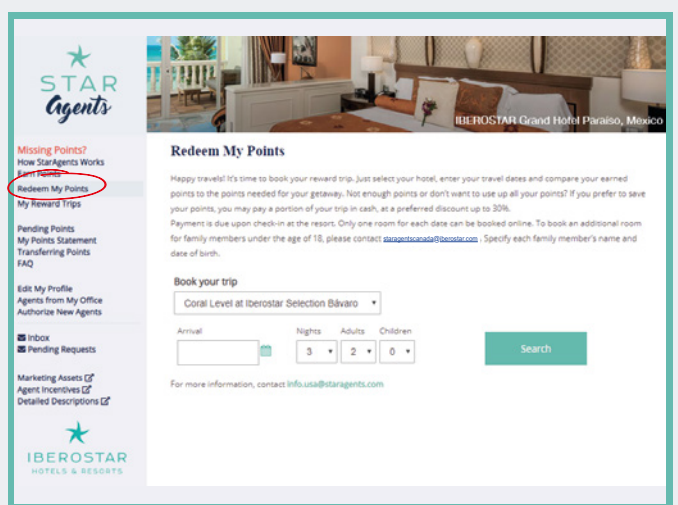 STAR
Agents
IBEROSTAR Grand Hotel Paraiso, Mexico
Missing Points?
How StarAgents Works
Earn Points
Redeem My Points
My Reward Trips
Pending Points
My Points Statement
Transferring Points
FAQ
Edit My Profile
Agents from My Office
Authorize New Agents
Inbox
Pending Requests
Marketing Assets
Agent Incentives
Detailed Descriptions
IBEROSTAR
HOTELS & RESORTS
Redeem My Points
Happy travels! It's time to book your reward trip. Just select your hotel, enter your travel dates and compare your earned
points to the points needed for your getaway. Not enough points or don't want to use up all your points? If you prefer to save
your points, you may pay a portion of your trip in cash, at a preferred discount up to 30%.
Payment is due upon check-in at the resort. Only one room for each date can be booked online. To book an additional room
for family members under the age of 18, please contact staragentscanada@iberostar.com . Specify each family member's name and
date of birth.
Book your trip
Coral Level at Iberostar Selection Bávaro
Arrival Nights Adults Children
3 2 0 Search
For more information, contact info.usa@staragents.com